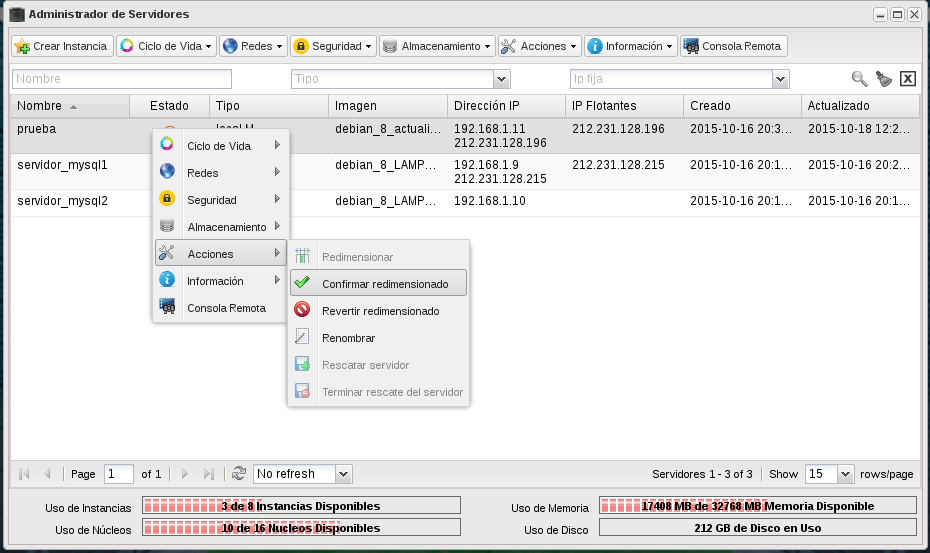 Administrador de Servidores
Crear Instancia Ciclo de Vida Redes Seguridad Almacenamiento Acciones Información Consola Remota
Nombre Tipo Ip fija
Nombre Estado Tipo Imagen Dirección IP IP Flotantes Creado Actualizado
prueba debian_8_actuali... 192.168.1.11 212.231.128.196 2015-10-16 20:3... 2015-10-18 12:2...
212.231.128.196
servidor_mysql1 debian_8_LAMP... 192.168.1.9 212.231.128.215 2015-10-16 20:1... 2015-10-16 20:2...
212.231.128.215
servidor_mysql2 debian_8_LAMP... 192.168.1.10 2015-10-16 20:1... 2015-10-16 20:1...
Ciclo de Vida
Redes
Seguridad
Almacenamiento
Acciones
Información
Consola Remota
Redimensionar
Confirmar redimensionado
Revertir redimensionado
Renombrar
Rescatar servidor
Terminar rescate del servidor
Page 1 of 1 No refresh Servidores 1 - 3 of 3 Show 15 rows/page
Uso de Instancias 3 de 8 Instancias Disponibles Uso de Memoria 17408 MB de 32768 MB Memoria Disponible
Uso de Núcleos 10 de 16 Nucleos Disponibles Uso de Disco 212 GB de Disco en Uso